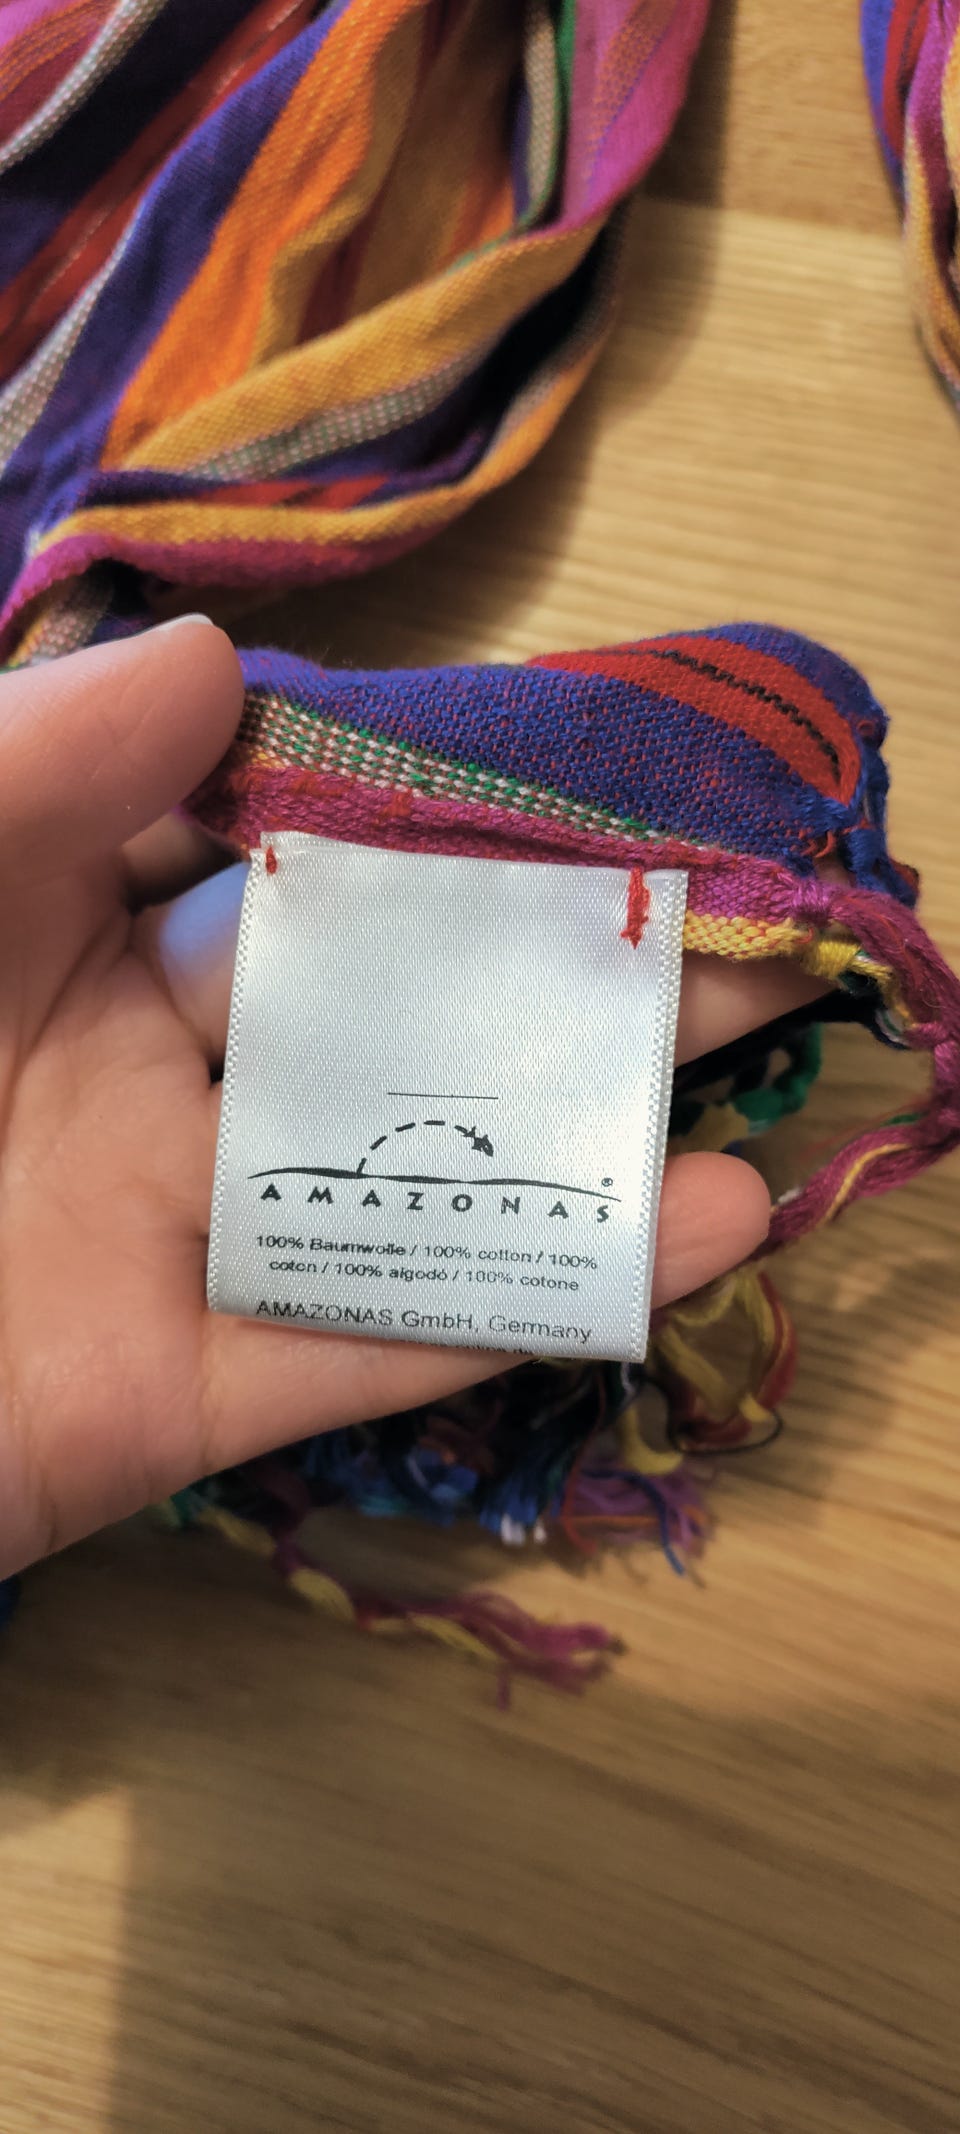 AMAZONAS®
100% Baumwolle / 100% cotton / 100%
coton / 100% algodó / 100% cotone
AMAZONAS GmbH, Germany